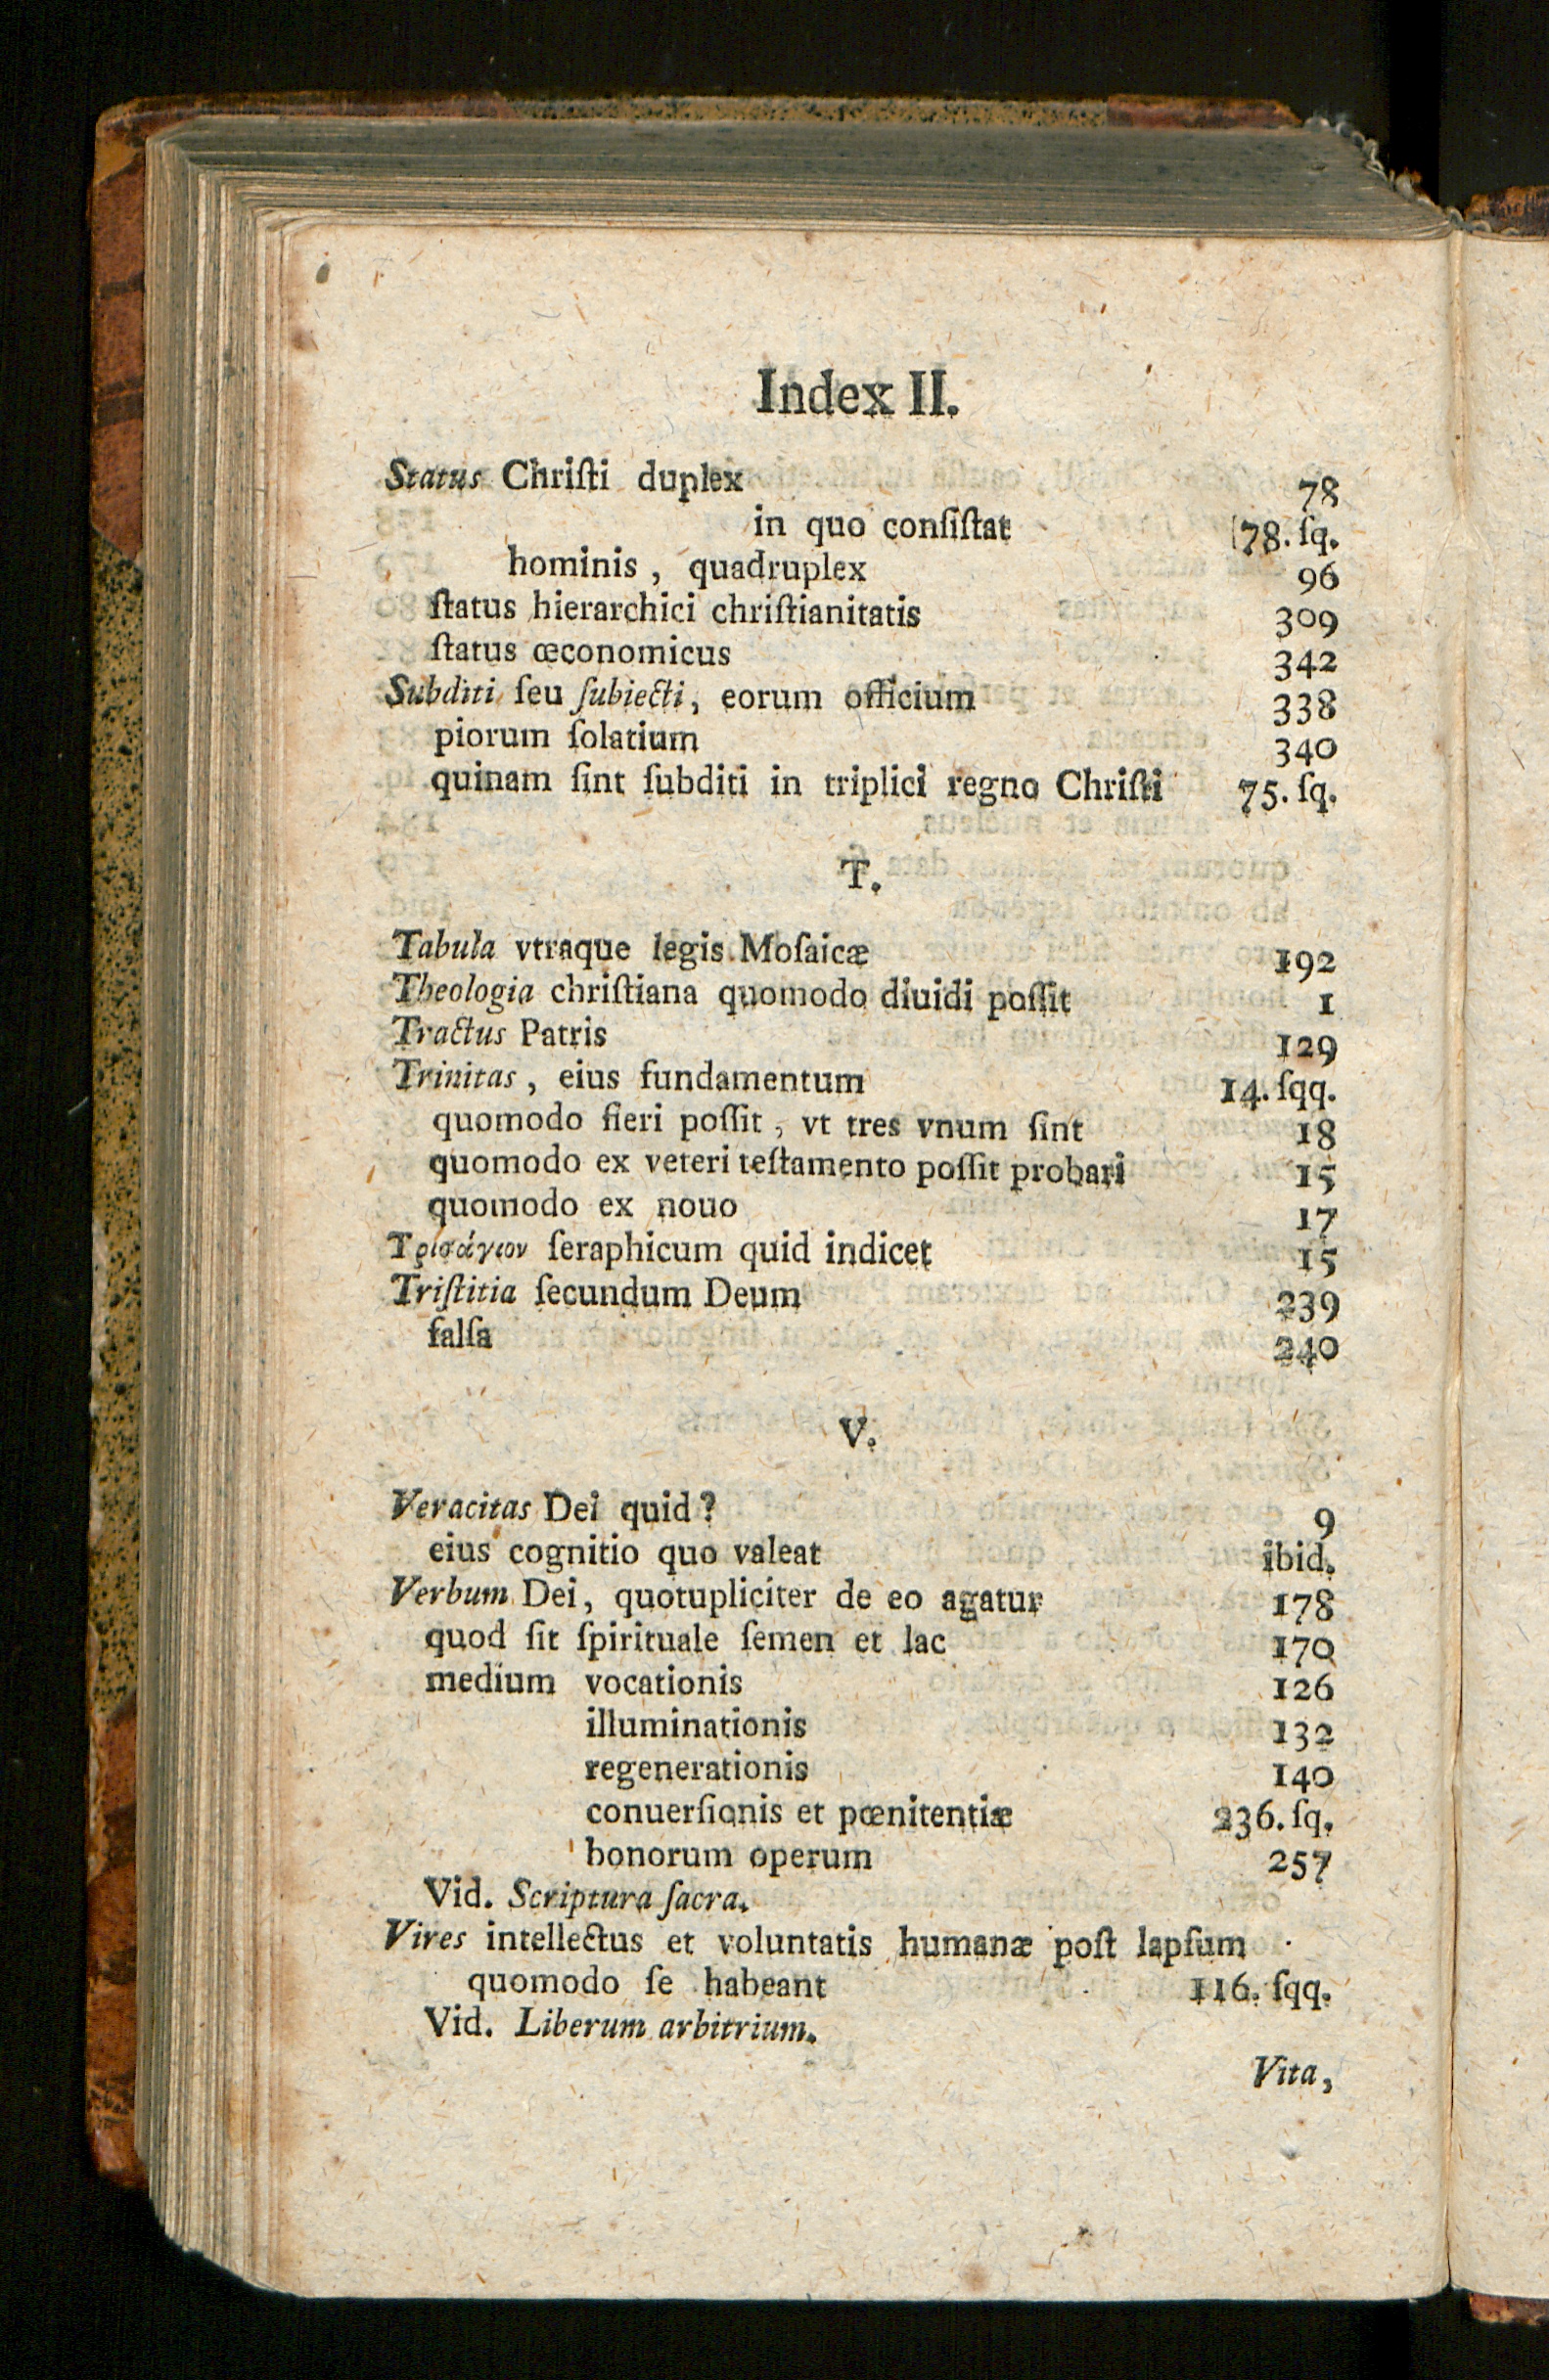 Index II.
Status Chriſti duplex 78
in quo conſiſtat 78. ſq.
hominis, quadruplex 96
ſtatus hierarchici chriſtianitatis 309
ſtatus œconomicus 342
Subditi ſeu ſubiecti, eorum officium 338
piorum ſolatium 340
quinam ſint ſubditi in triplici regno Chriſti 75. ſq.
T.
Tabula vtraque legis Moſaicæ 192
Theologia chriſtiana quomodo diuidi poſſit 1
Tractus Patris 129
Trinitas, eius fundamentum 14. ſqq.
quomodo fieri poſſit, vt tres vnum ſint 18
quomodo ex veteri teſtamento poſſit probari 15
quomodo ex nouo 17
Τρισάγιον ſeraphicum quid indicet 15
Triſtitia ſecundum Deum 239
falſa 240
V.
Veracitas Dei quid? 9
eius cognitio quo valeat ibid.
Verbum Dei, quotupliciter de eo agatur 178
quod ſit ſpirituale ſemen et lac 170
medium vocationis 126
illuminationis 132
regenerationis 140
conuerſionis et pœnitentiæ 236. ſq.
bonorum operum 257
Vid. Scriptura ſacra.
Vires intellectus et voluntatis humanæ poſt lapſum
quomodo ſe habeant 116. ſqq.
Vid. Liberum arbitrium.
Vita,